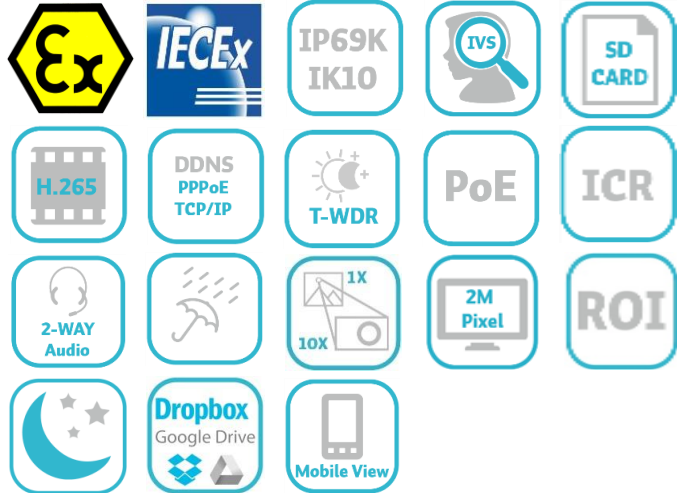 Ex
IECEx
IP69K
IK10
IVS
SD
CARD
H.265
DDNS
PPPoE
TCP/IP
T-WDR
PoE
ICR
2-WAY
Audio
1X
10X
2M
Pixel
ROI
Dropbox
Google Drive
Mobile View